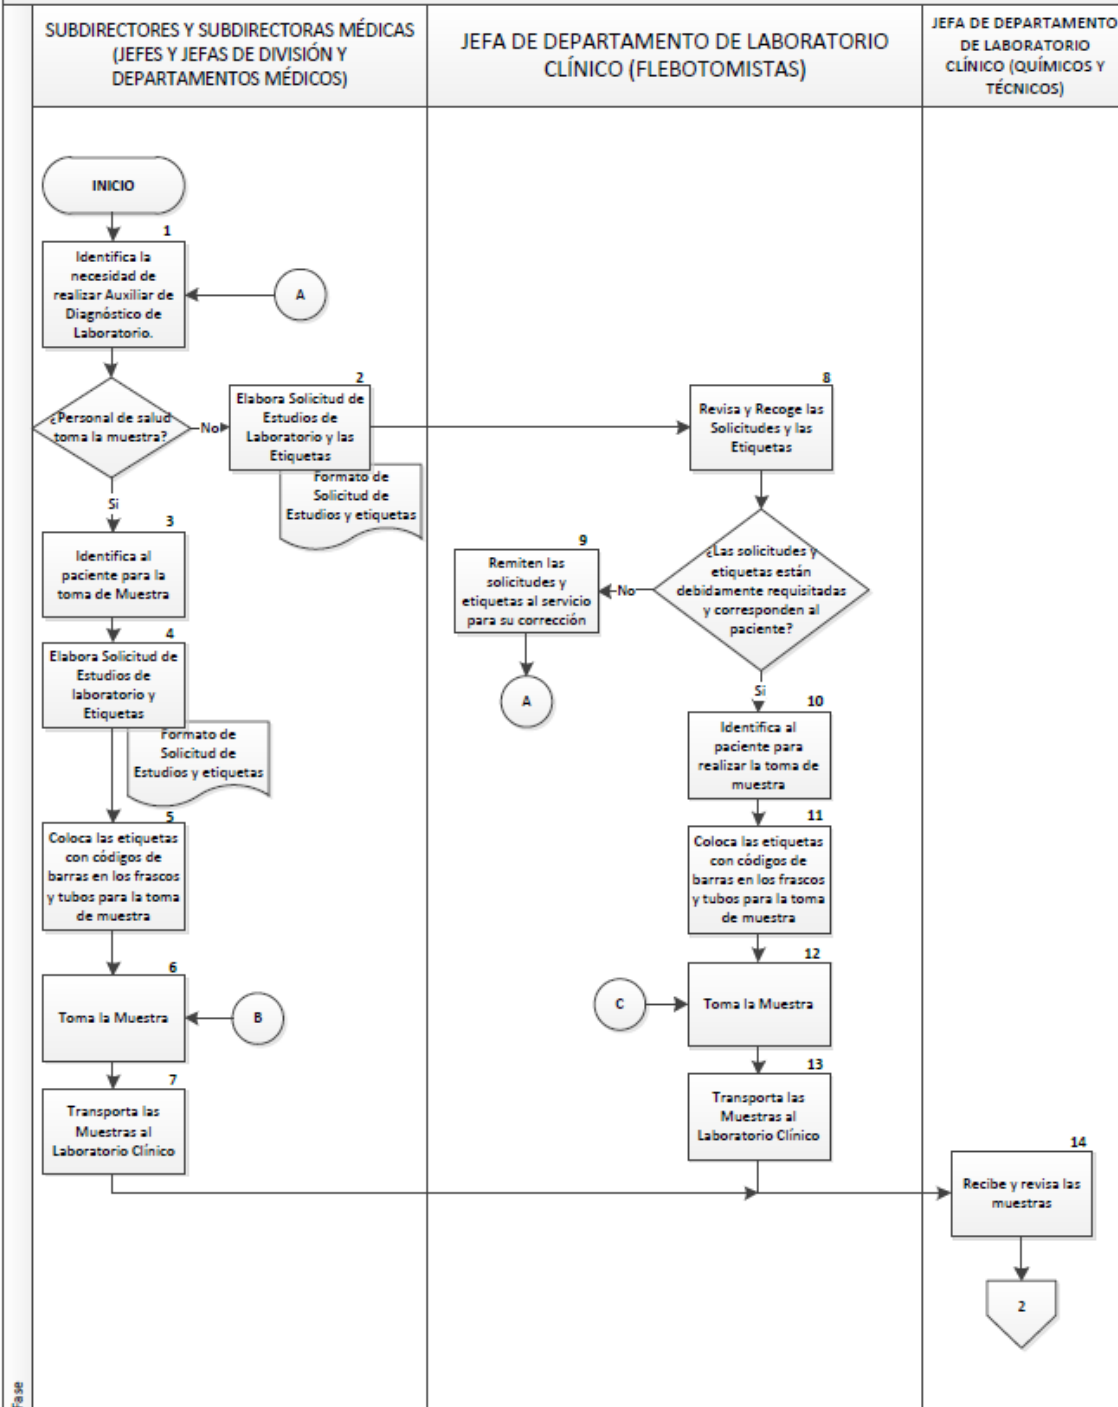 SUBDIRECTORES Y SUBDIRECTORAS MÉDICAS
(JEFES Y JEFAS DE DIVISIÓN Y
DEPARTAMENTOS MÉDICOS)
JEFA DE DEPARTAMENTO DE LABORATORIO
CLÍNICO (FLEBOTOMISTAS)
JEFA DE DEPARTAMENTO
DE LABORATORIO
CLÍNICO (QUÍMICOS Y
TÉCNICOS)
INICIO
1
Identifica la
necesidad de
realizar Auxiliar de
Diagnóstico de
Laboratorio.
A
¿Personal de salud
toma la muestra?
No
2
Elabora Solicitud de
Estudios de
Laboratorio y las
Etiquetas
Formato de
Solicitud de
Estudios y etiquetas
Si
3
Identifica al
paciente para la
toma de Muestra
4
Elabora Solicitud de
Estudios de
laboratorio y
Etiquetas
Formato de
Solicitud de
Estudios y etiquetas
5
Coloca las etiquetas
con códigos de
barras en los frascos
y tubos para la toma
de muestra
6
Toma la Muestra
B
7
Transporta las
Muestras al
Laboratorio Clínico
8
Revisa y Recoge las
Solicitudes y las
Etiquetas
¿Las solicitudes y
etiquetas están
debidamente requisitadas
y corresponden al
paciente?
No
9
Remiten las
solicitudes y
etiquetas al servicio
para su corrección
A
Si
10
Identifica al
paciente para
realizar la toma de
muestra
11
Coloca las etiquetas
con códigos de
barras en los frascos
y tubos para la toma
de muestra
12
Toma la Muestra
C
13
Transporta las
Muestras al
Laboratorio Clínico
14
Recibe y revisa las
muestras
2
Fase